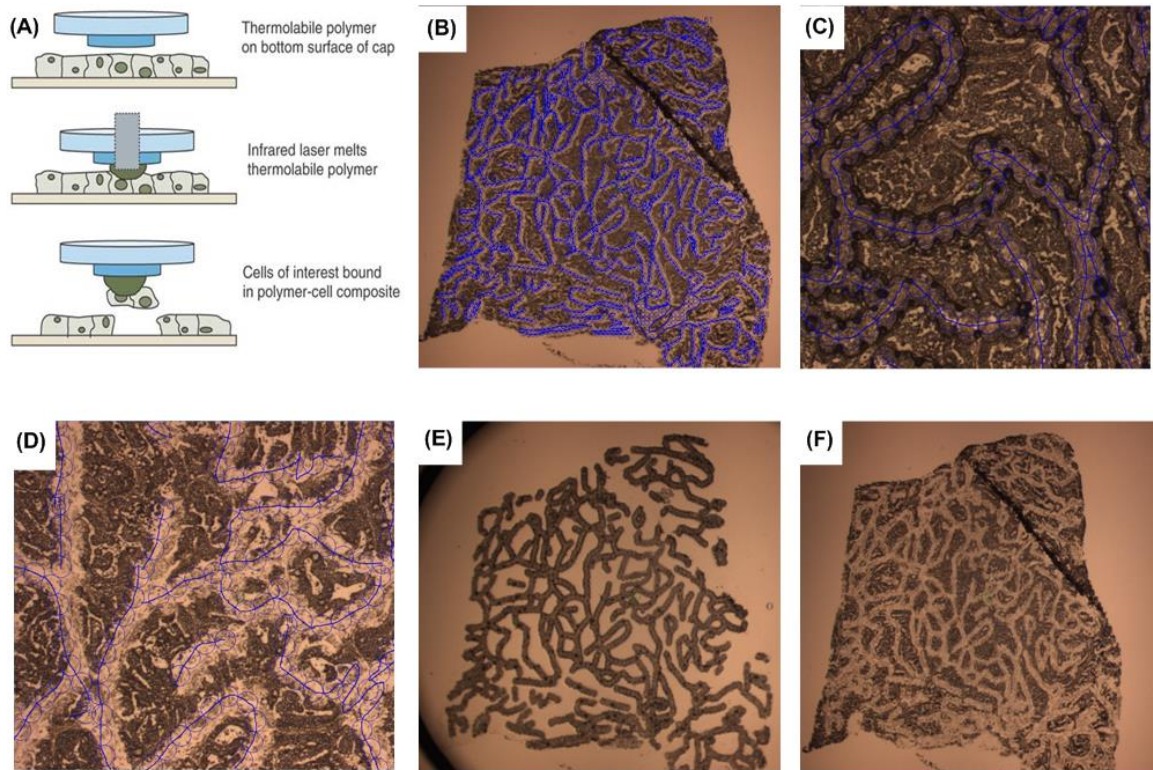 (A)
Thermolabile polymer
on bottom surface of cap
Infrared laser melts
thermolabile polymer
Cells of interest bound
in polymer-cell composite
(B)
(C)
(D)
(E)
(F)